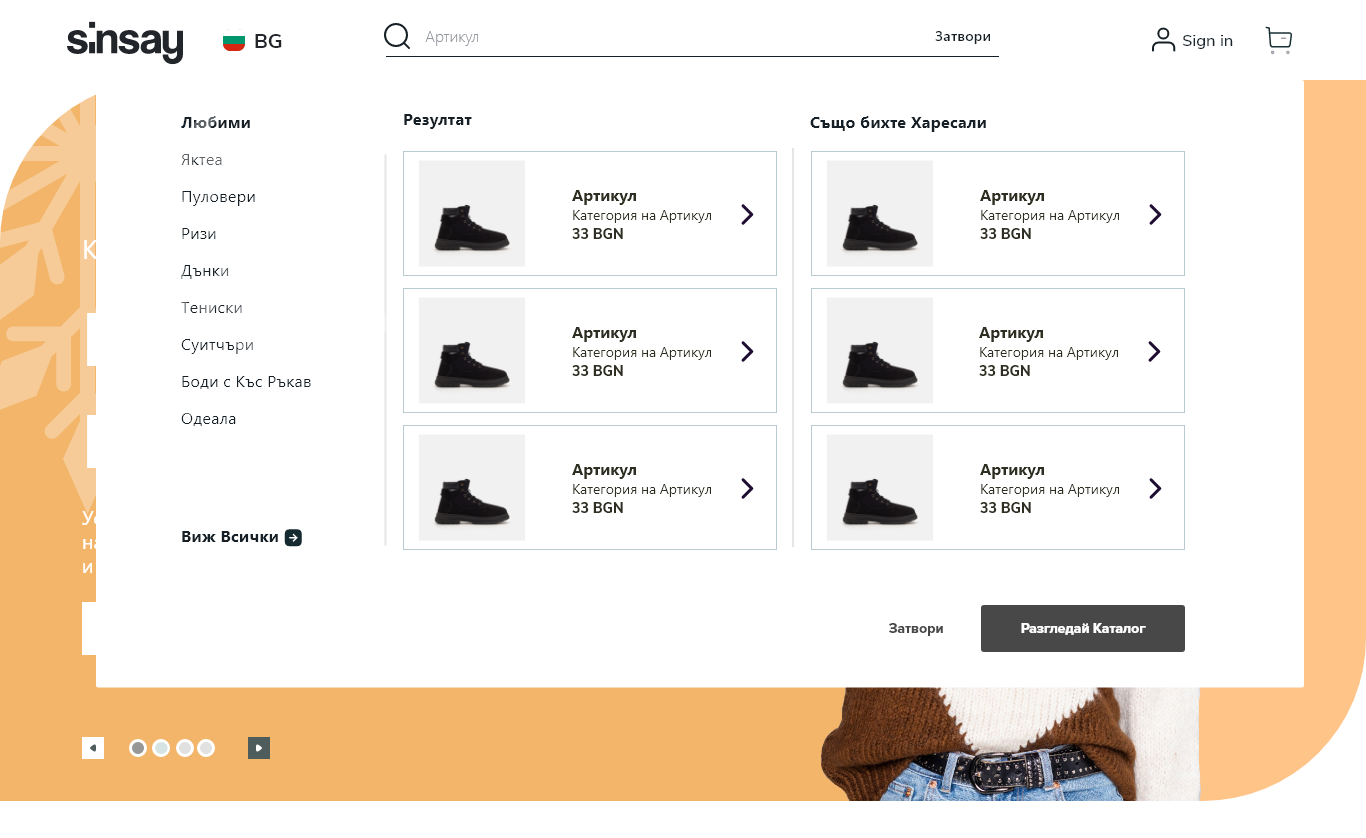 sinsay
BG
Артикул
Затвори
Sign in
Любими
Яктеа
Пуловери
Ризи
Дънки
Тениски
Суитчъри
Боди с Къс Ръкав
Одеала
Виж Всички
Резултат
Артикул
Категория на Артикул
33 BGN
Артикул
Категория на Артикул
33 BGN
Артикул
Категория на Артикул
33 BGN
Също бихте Харесали
Артикул
Категория на Артикул
33 BGN
Артикул
Категория на Артикул
33 BGN
Артикул
Категория на Артикул
33 BGN
Затвори
Разгледай Каталог
и